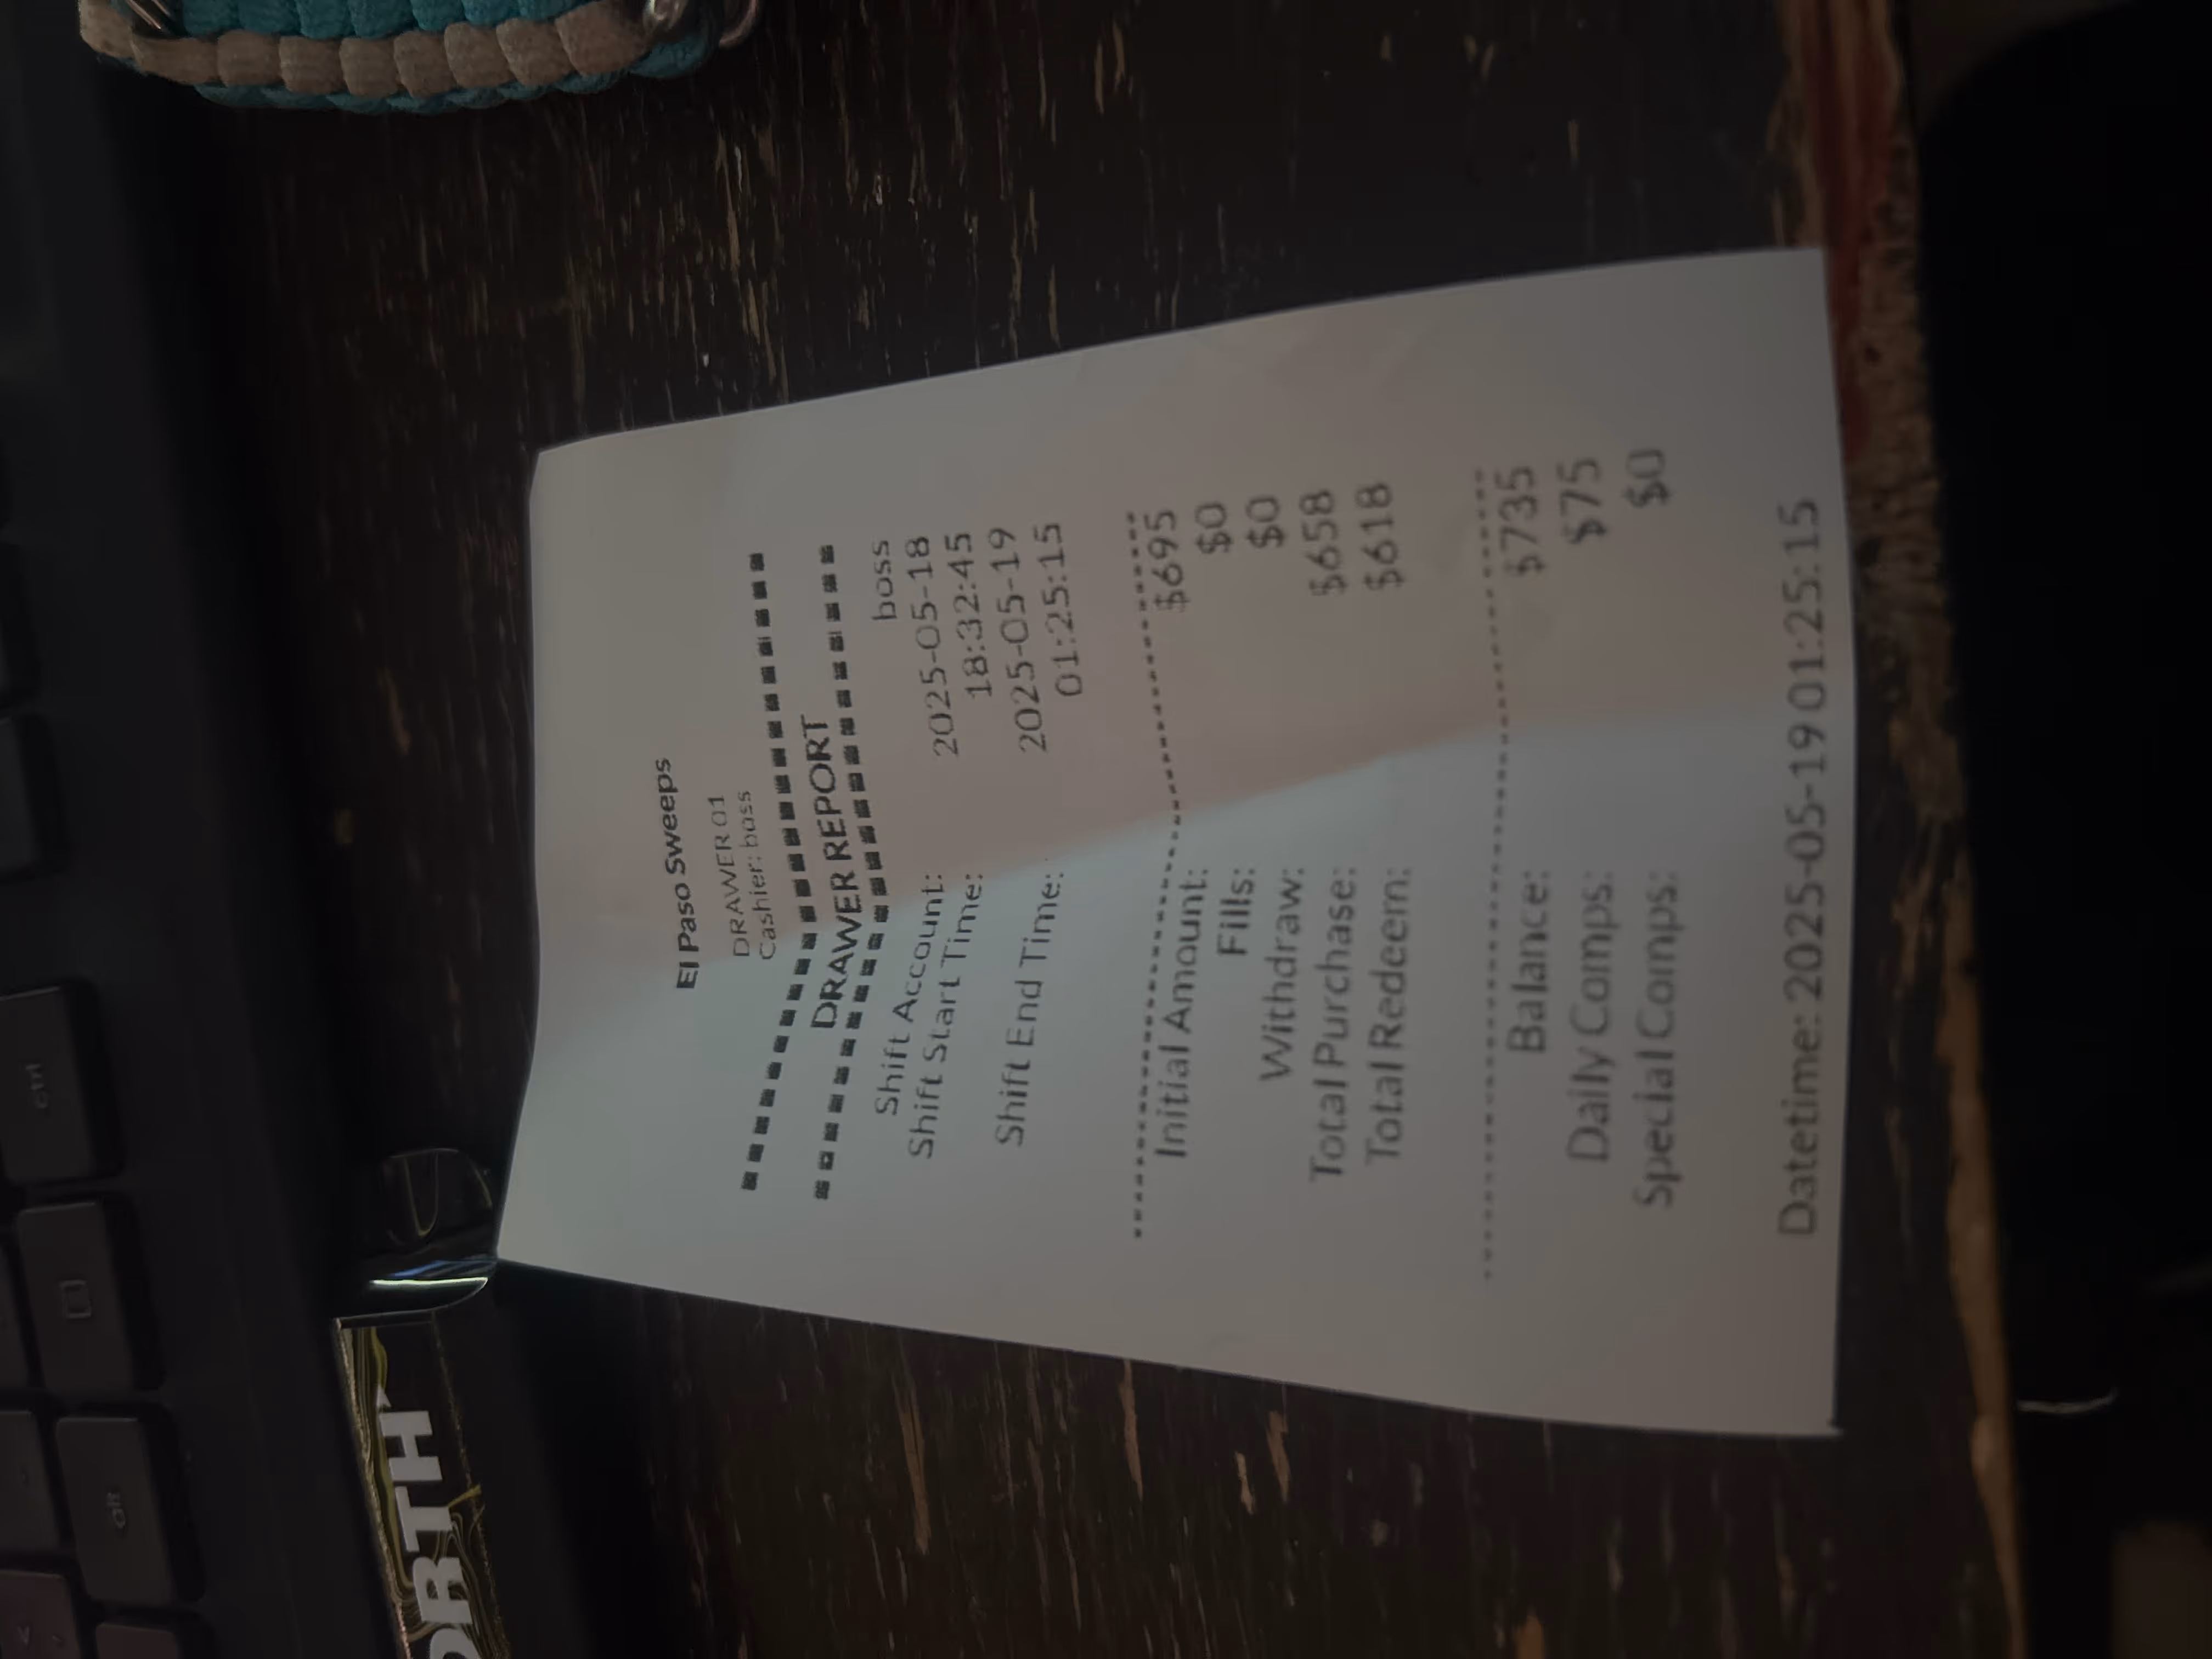 El Paso Sweeps
DRAWER 01
Cashier: boss
DRAWER REPORT
Shift Account: boss
Shift Start Time: 2025-05-18
18:32:45
Shift End Time: 2025-05-19
01:25:15
Initial Amount: $695
Fills: $0
Withdraw: $0
Total Purchase: $658
Total Redeem: $618
Balance: $735
Daily Comps: $75
Special Comps: $0
Datetime: 2025-05-19 01:25:15
ctrl
ORTH